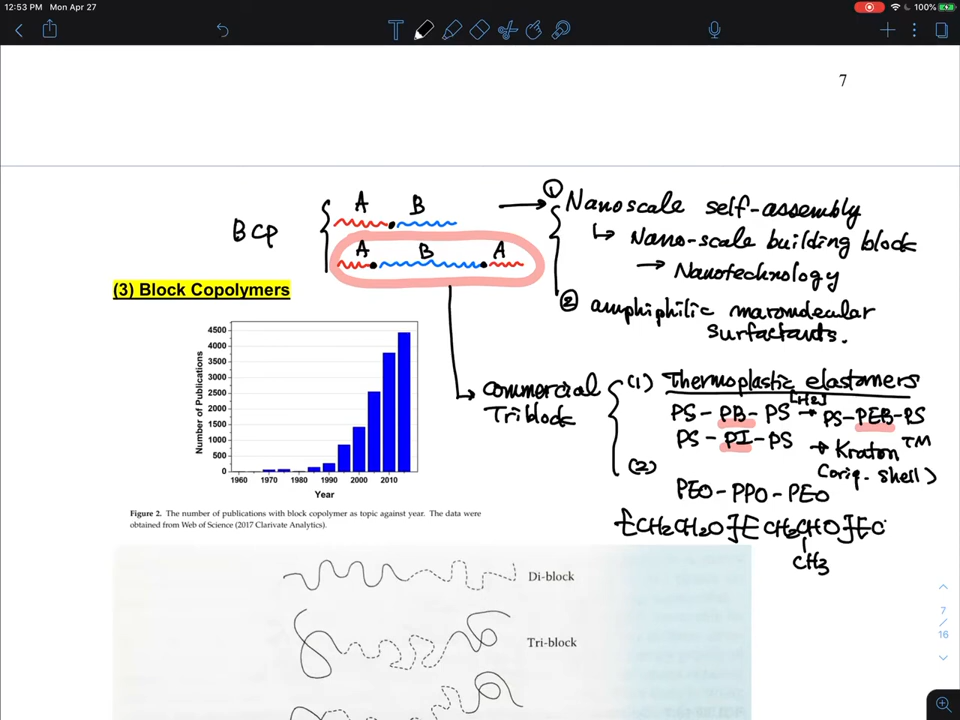 12:53 PM Mon Apr 27
100%
7
BCP
A B
A B A
① Nanoscale self-assembly
↳ Nano-scale building block
→ Nanotechnology
② amphiphilic maromolecular
surfactants.
(3) Block Copolymers
Number of Publications
4500
4000
3500
3000
2500
2000
1500
1000
500
0
1960 1970 1980 1990 2000 2010
Year
Figure 2. The number of publications with block copolymer as topic against year. The data were
obtained from Web of Science (2017 Clarivate Analytics).
Commercial
Triblock
(1) Thermoplastic elastomers
[H2]
PS-PB-PS → PS-PEB-PS
PS-PI-PS → Kraton™
(orig. Shell)
(2)
PEO-PPO-PEO
{CH2CH2O}{CH2CHO}{C
CH3
Di-block
Tri-block
7
/
16